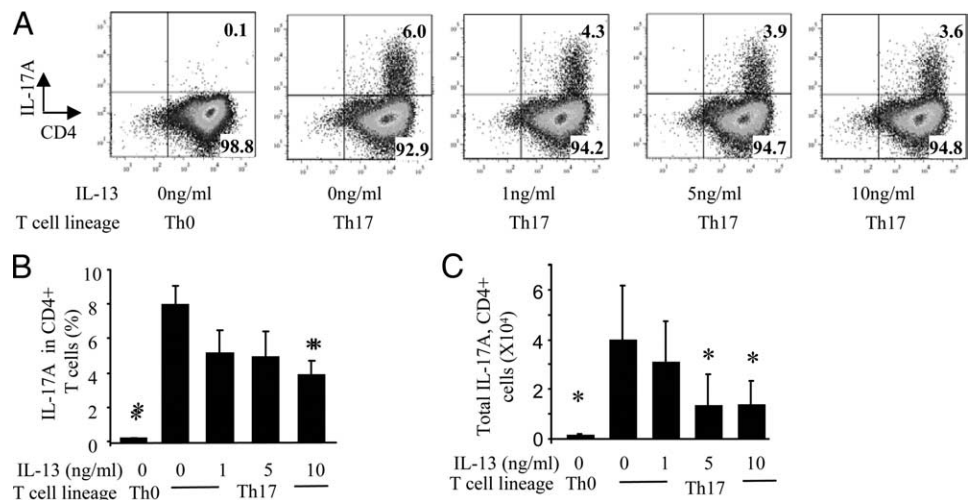 A
IL-17A
CD4
0.1
98.8
6.0
92.9
4.3
94.2
3.9
94.7
3.6
94.8
IL-13 0ng/ml 0ng/ml 1ng/ml 5ng/ml 10ng/ml
T cell lineage Th0 Th17 Th17 Th17 Th17
B
IL-17A in CD4+
T cells (%)
10
8
6
4
2
0
*
*
**
IL-13 (ng/ml) 0 0 1 5 10
T cell lineage Th0 Th17
C
Total IL-17A, CD4+
cells (X10⁴)
8
6
4
2
0
*
*
*
IL-13 (ng/ml) 0 0 1 5 10
T cell lineage Th0 Th17